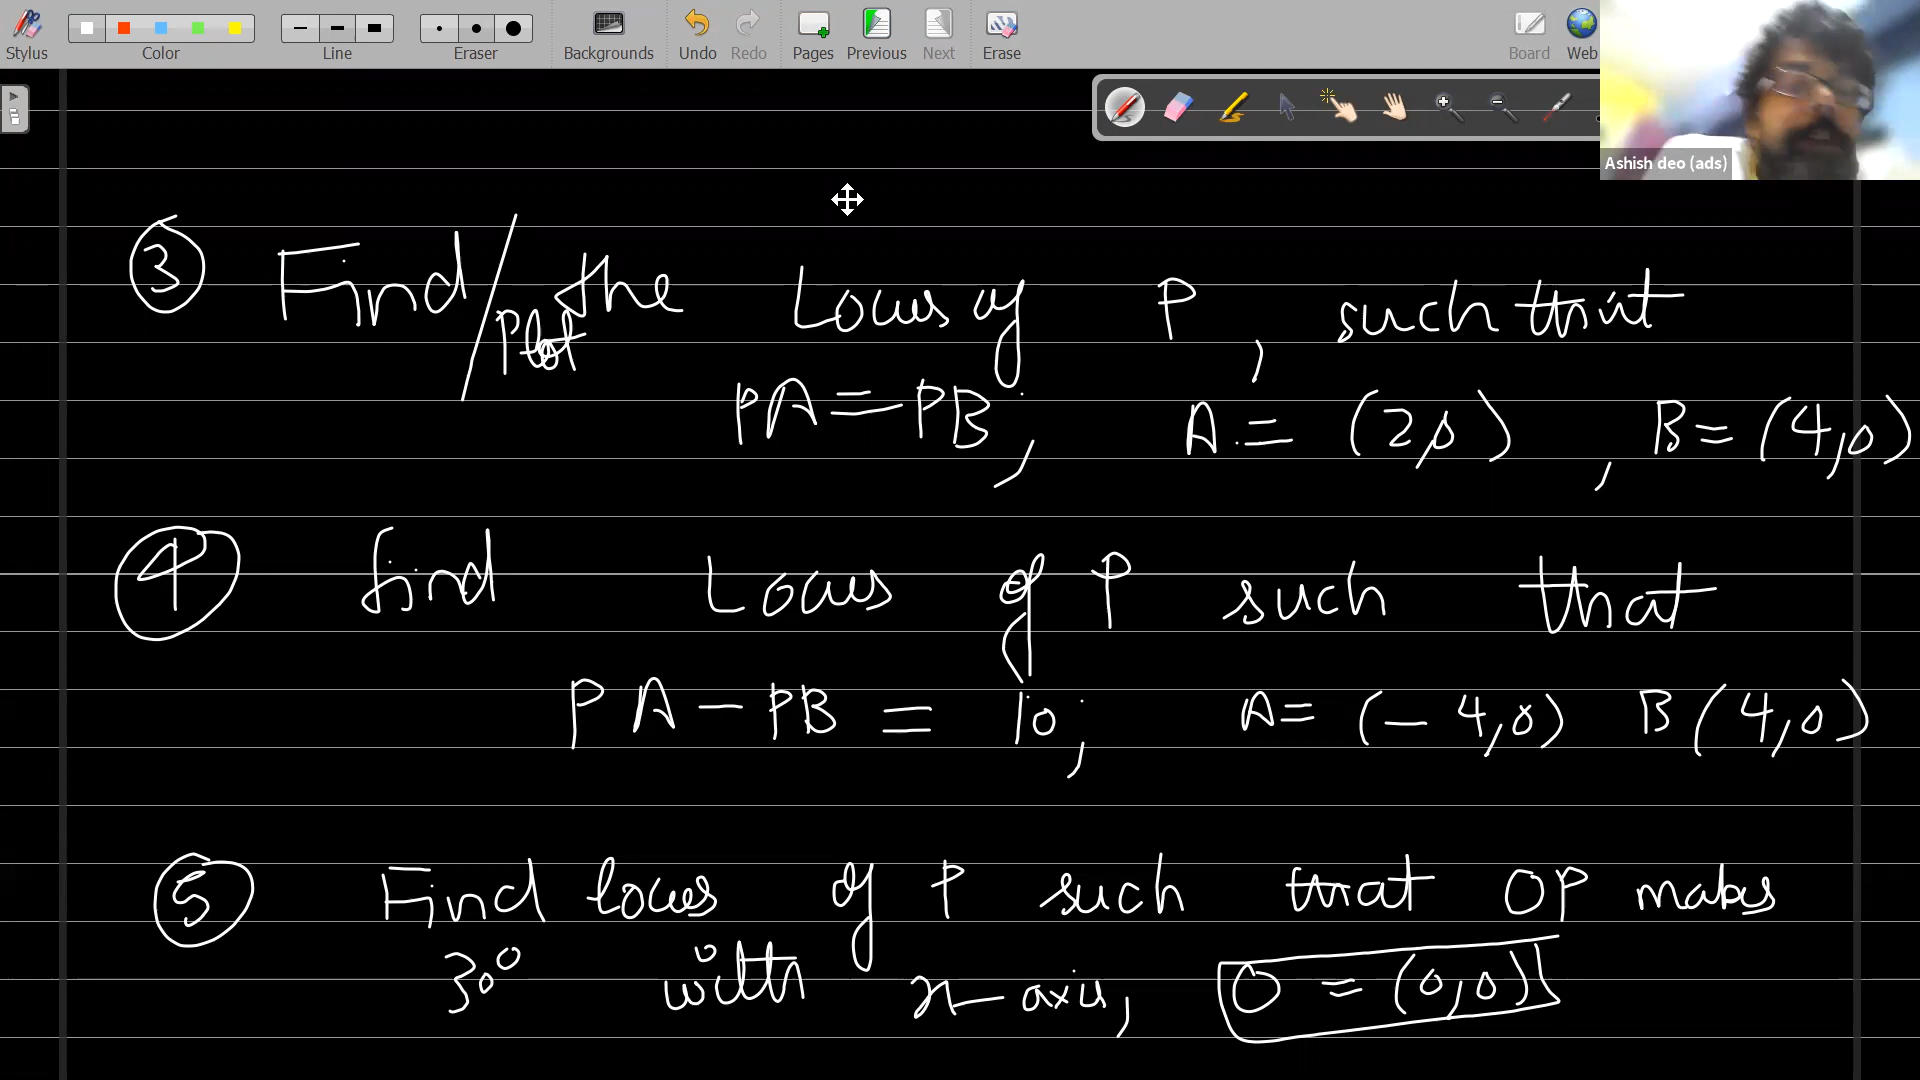 Stylus Color Line Eraser Backgrounds Undo Redo Pages Previous Next Erase Board Web
Ashish deo (ads)
③ Find/Plot the Locus of P, such that
PA = PB; A = (2,0), B = (4,0)
④ find Locus of P such that
PA - PB = 10; A = (-4,0) B(4,0)
⑤ Find locus of P such that OP makes
30° with x-axis, O = (0,0)